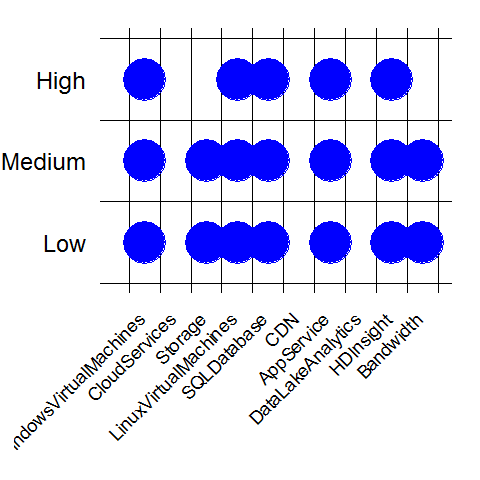 High
Medium
Low
ndowsVirtualMachines
CloudServices
Storage
LinuxVirtualMachines
SQLDatabase
CDN
AppService
DataLakeAnalytics
HDInsight
Bandwidth